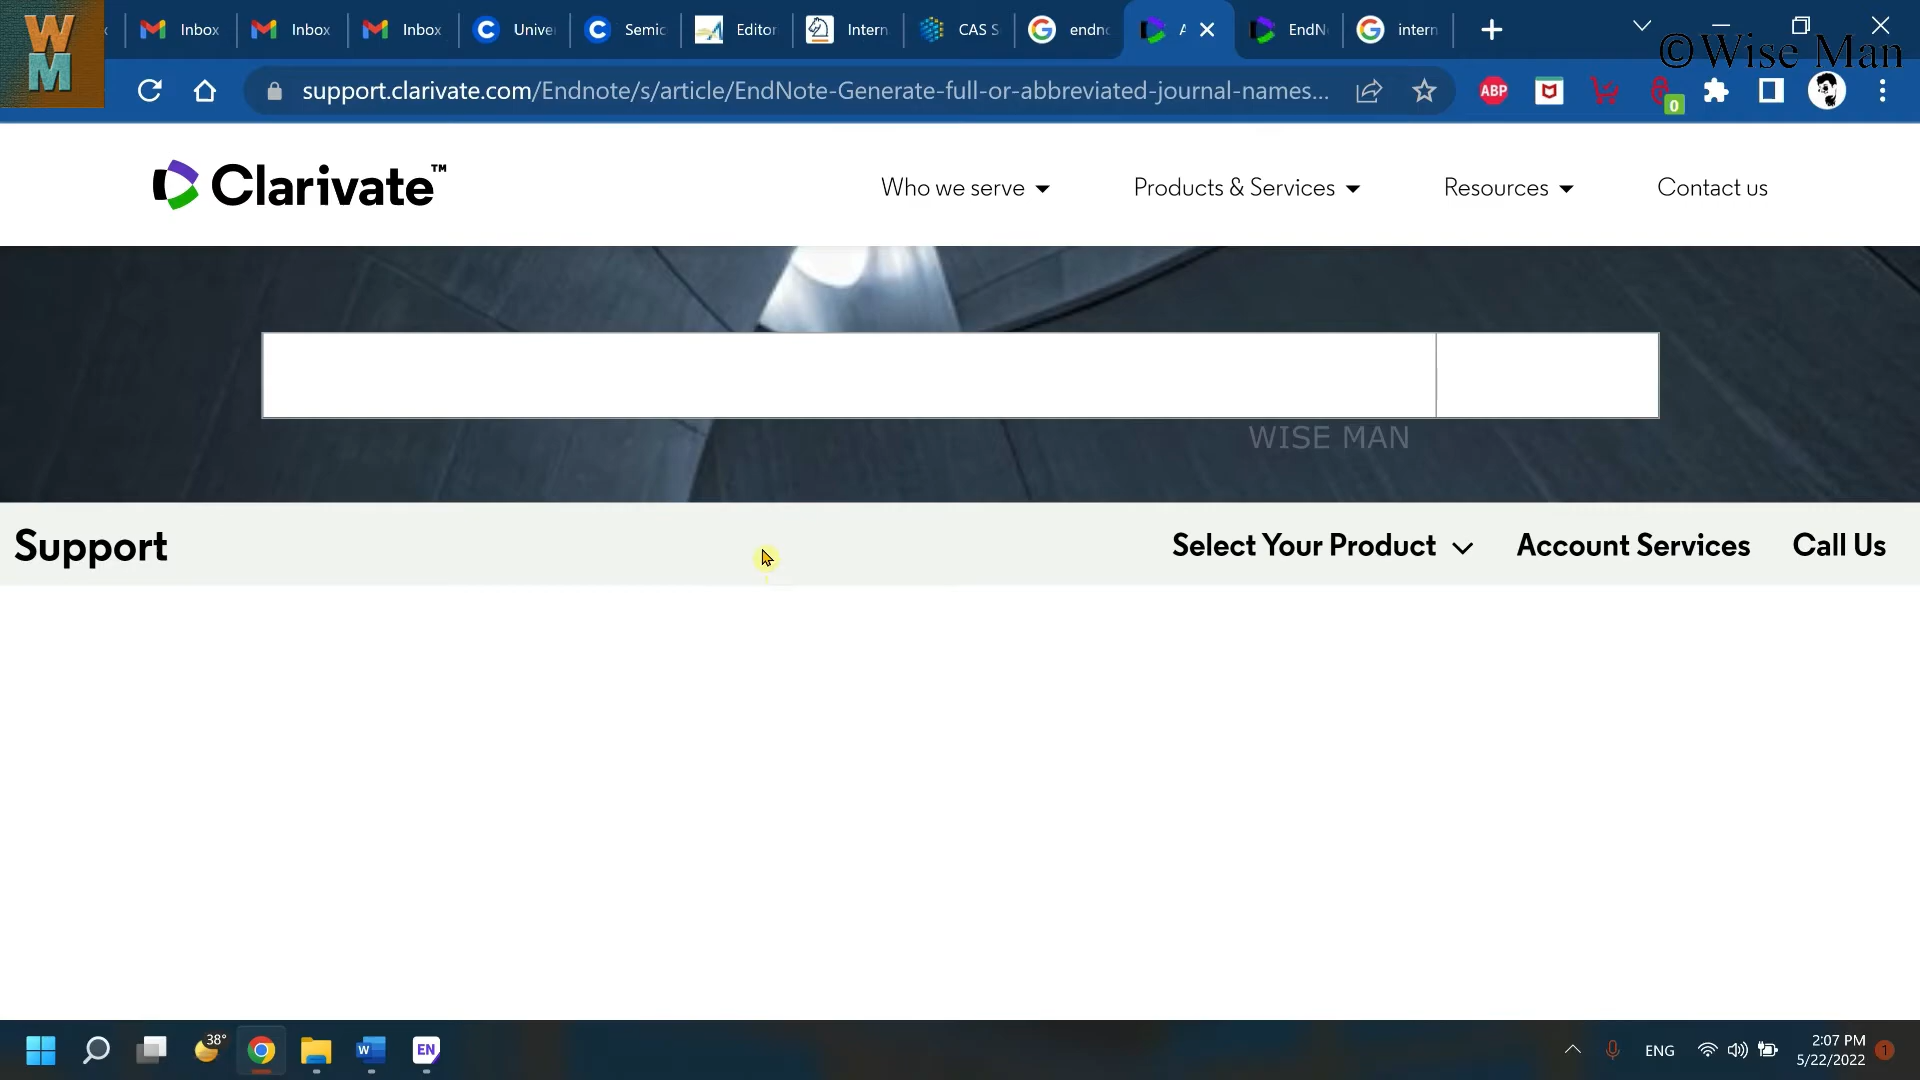 WM
Inbox
Inbox
Inbox
Unive
Semic
Editor
Intern
CAS S
endno
EndN
intern
©Wise Man
support.clarivate.com/Endnote/s/article/EndNote-Generate-full-or-abbreviated-journal-names...
ABP
0
Clarivate™
Who we serve
Products & Services
Resources
Contact us
WISE MAN
Support
Select Your Product
Account Services
Call Us
38°
W
EN
ENG
2:07 PM
5/22/2022
1